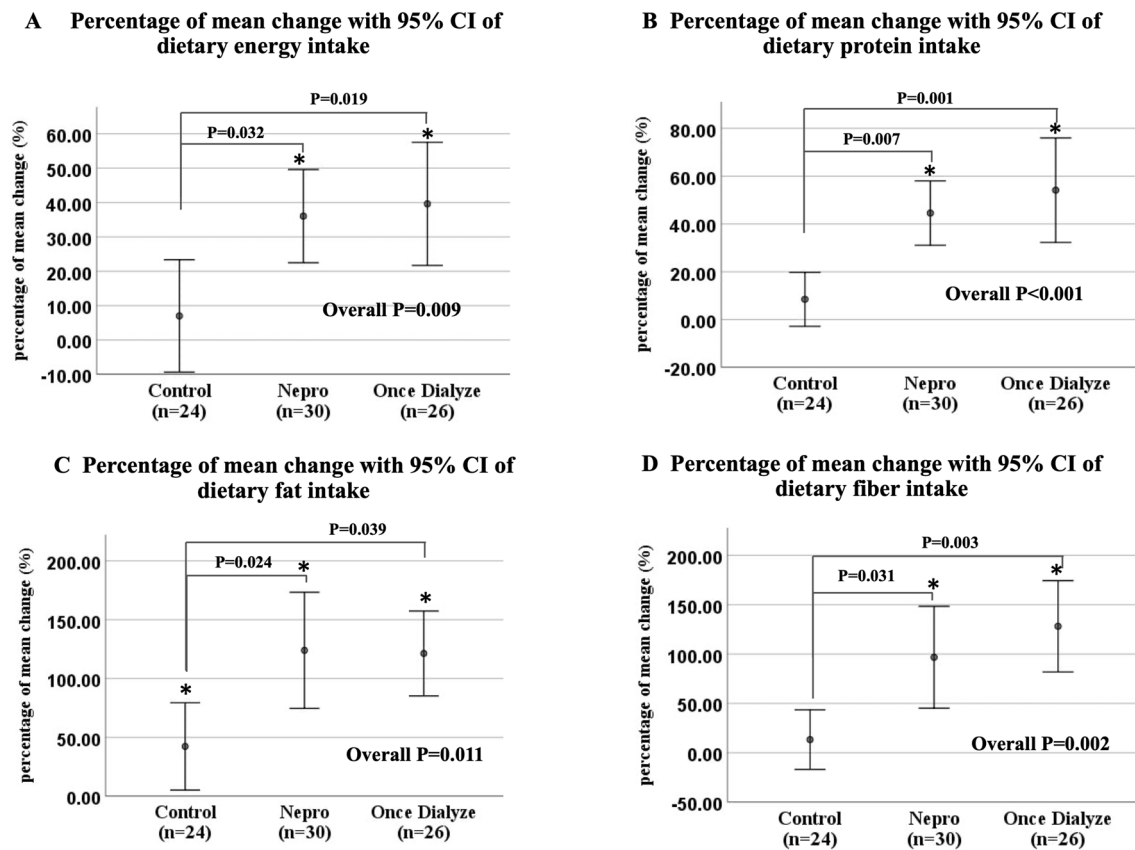 A Percentage of mean change with 95% CI of
dietary energy intake
percentage of mean change (%)
60.00
50.00
40.00
30.00
20.00
10.00
0.00
-10.00
P=0.019
P=0.032
*
*
Overall P=0.009
Control
(n=24)
Nepro
(n=30)
Once Dialyze
(n=26)
B Percentage of mean change with 95% CI of
dietary protein intake
percentage of mean change (%)
80.00
60.00
40.00
20.00
0.00
-20.00
P=0.001
P=0.007
*
*
Overall P<0.001
Control
(n=24)
Nepro
(n=30)
Once Dialyze
(n=26)
C Percentage of mean change with 95% CI of
dietary fat intake
percentage of mean change (%)
200.00
150.00
100.00
50.00
0.00
P=0.039
P=0.024
*
*
*
Overall P=0.011
Control
(n=24)
Nepro
(n=30)
Once Dialyze
(n=26)
D Percentage of mean change with 95% CI of
dietary fiber intake
percentage of mean change (%)
200.00
150.00
100.00
50.00
0.00
-50.00
P=0.003
P=0.031
*
*
Overall P=0.002
Control
(n=24)
Nepro
(n=30)
Once Dialyze
(n=26)